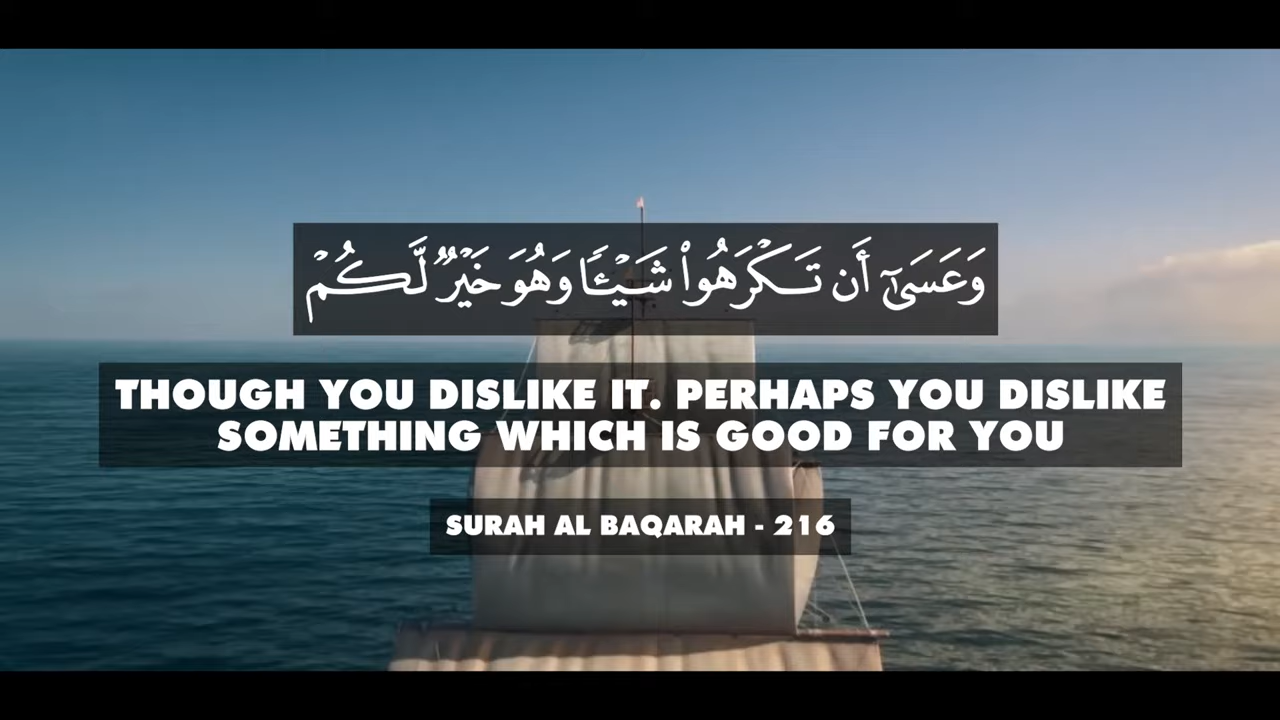 وَعَسَىٰٓ أَن تَكْرَهُوا۟ شَيْـًٔا وَهُوَ خَيْرٌ لَّكُمْ
THOUGH YOU DISLIKE IT. PERHAPS YOU DISLIKE
SOMETHING WHICH IS GOOD FOR YOU
SURAH AL BAQARAH - 216